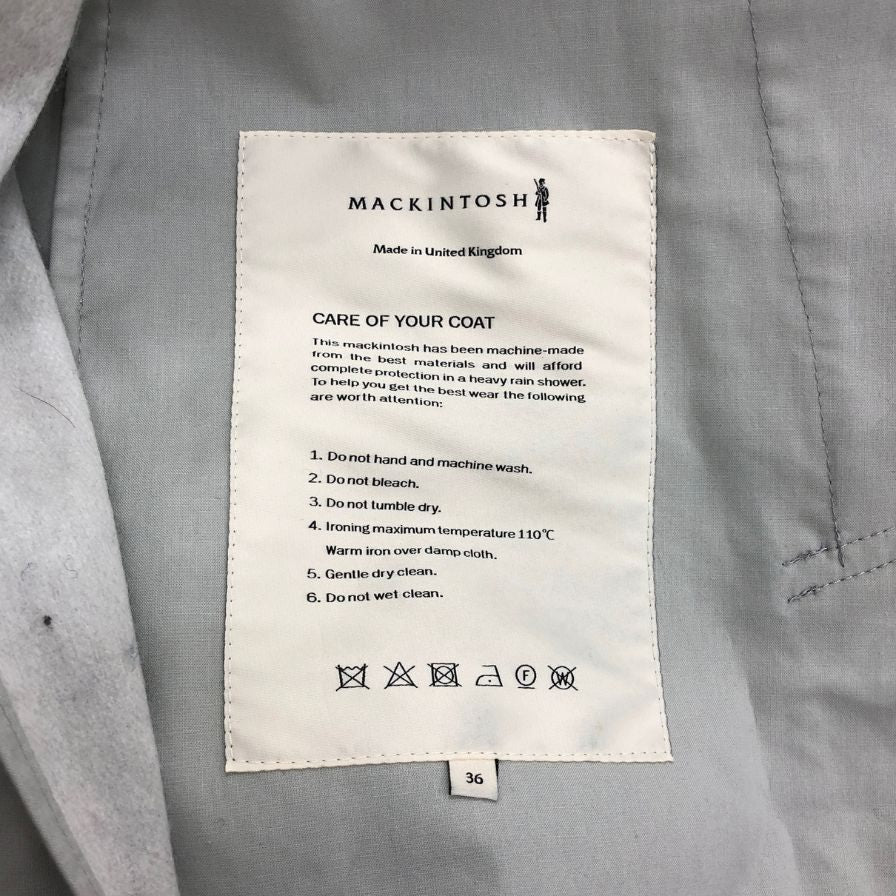 MACKINTOSH
Made in United Kingdom
CARE OF YOUR COAT
This mackintosh has been machine-made
from the best materials and will afford
complete protection in a heavy rain shower.
To help you get the best wear the following
are worth attention:
1. Do not hand and machine wash.
2. Do not bleach.
3. Do not tumble dry.
4. Ironing maximum temperature 110℃
Warm iron over damp cloth.
5. Gentle dry clean.
6. Do not wet clean.
F W
36